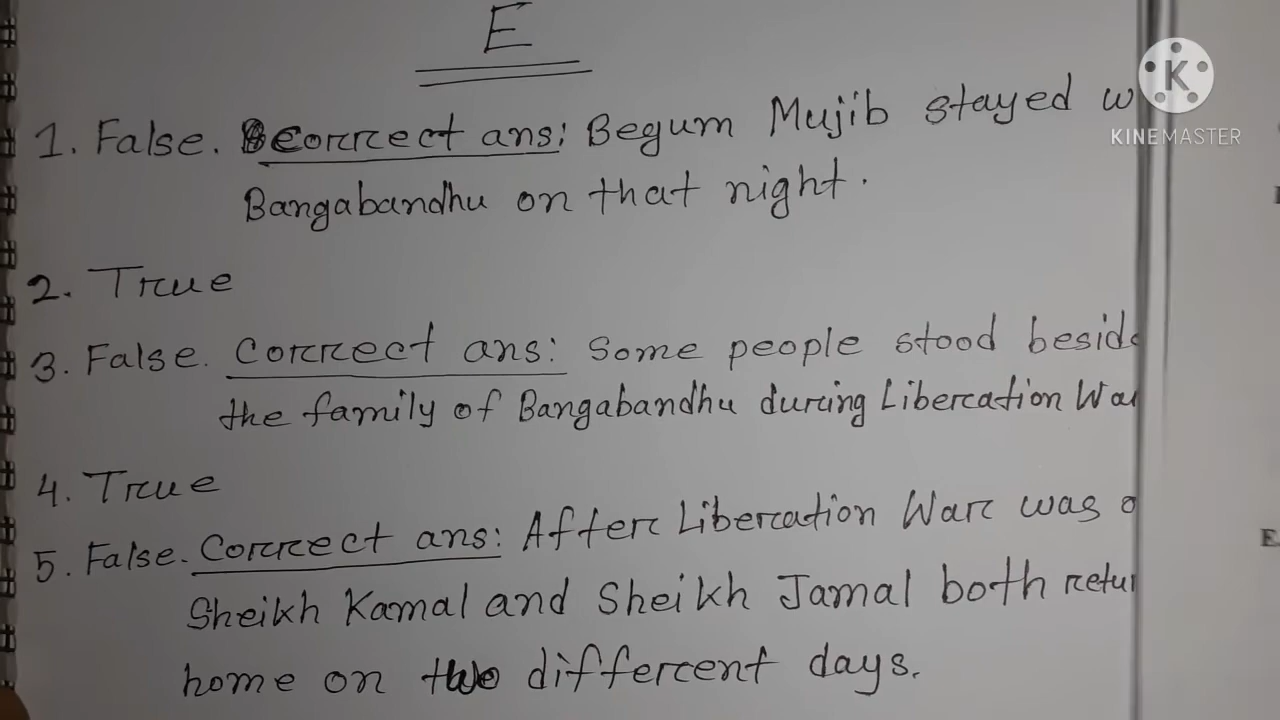 E
1. False. Correct ans: Begum Mujib stayed w
Bangabandhu on that night.
2. True
3. False. Correct ans: Some people stood besid
the family of Bangabandhu during Liberation Wa
4. True
5. False. Correct ans: After Liberation War was o
Sheikh Kamal and Sheikh Jamal both retur
home on two different days.
K
KINEMASTER
E